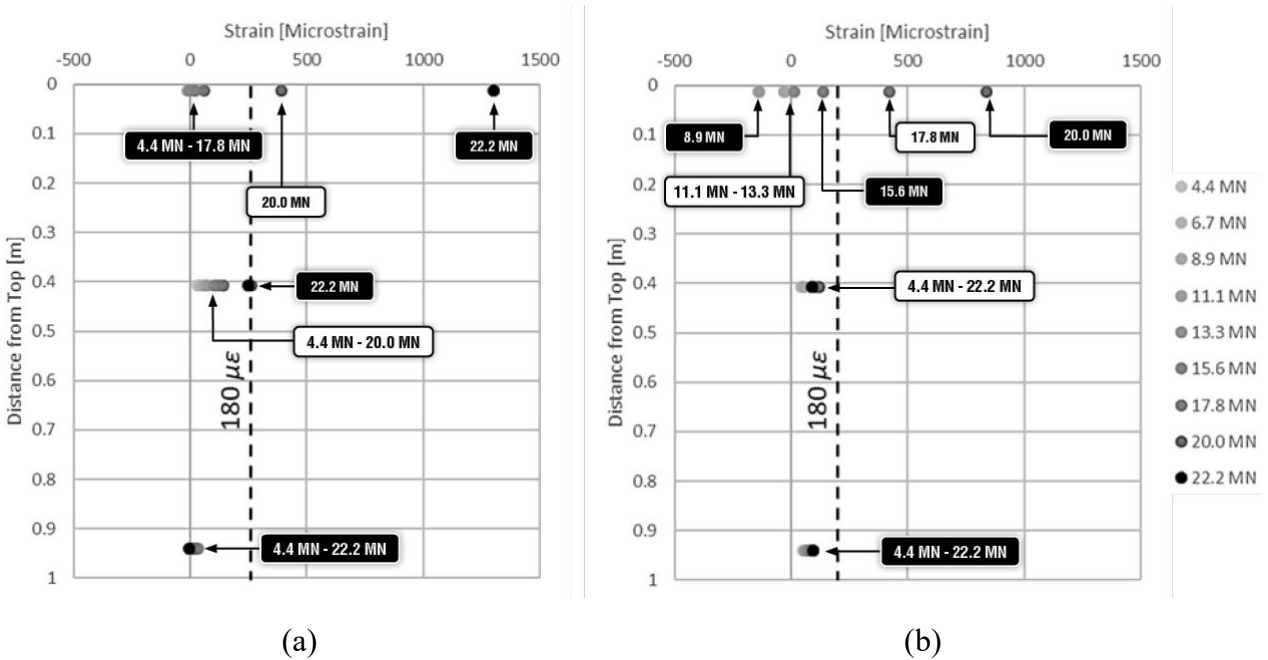 Strain [Microstrain]
-500 0 500 1000 1500
0
0.1
0.2
0.3
0.4
0.5
0.6
0.7
0.8
0.9
1
Distance from Top [m]
4.4 MN - 17.8 MN
22.2 MN
20.0 MN
22.2 MN
4.4 MN - 20.0 MN
180 με
4.4 MN - 22.2 MN
(a)
Strain [Microstrain]
-500 0 500 1000 1500
0
0.1
0.2
0.3
0.4
0.5
0.6
0.7
0.8
0.9
1
Distance from Top [m]
8.9 MN
17.8 MN
20.0 MN
11.1 MN - 13.3 MN
15.6 MN
4.4 MN - 22.2 MN
180 με
4.4 MN - 22.2 MN
(b)
4.4 MN
6.7 MN
8.9 MN
11.1 MN
13.3 MN
15.6 MN
17.8 MN
20.0 MN
22.2 MN